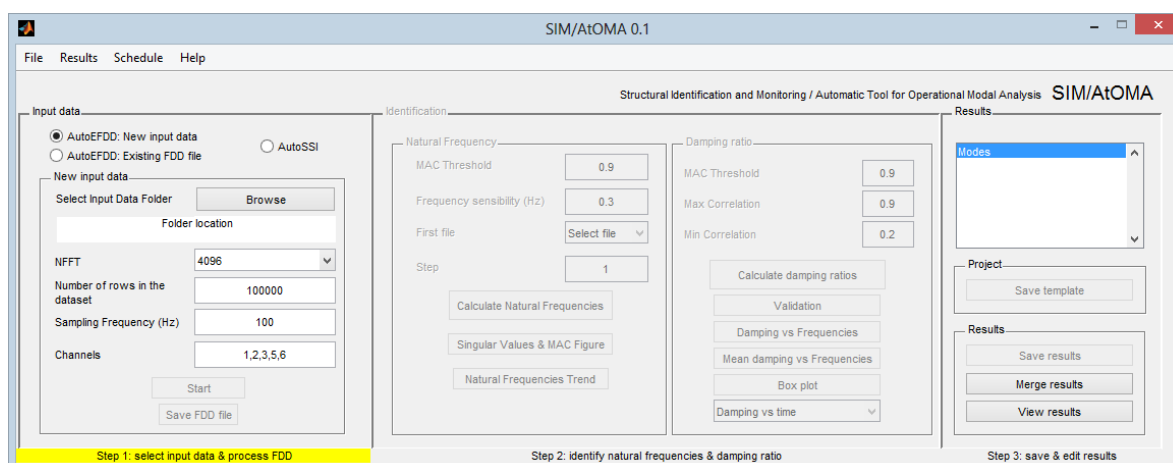 SIM/AtOMA 0.1
File Results Schedule Help
Structural Identification and Monitoring / Automatic Tool for Operational Modal Analysis SIM/AtOMA
Input data
AutoEFDD: New input data
AutoEFDD: Existing FDD file
AutoSSI
New input data
Select Input Data Folder Browse
Folder location
NFFT 4096
Number of rows in the
dataset
100000
Sampling Frequency (Hz) 100
Channels 1,2,3,5,6
Start
Save FDD file
Step 1: select input data & process FDD
Identification
Natural Frequency
MAC Threshold 0.9
Frequency sensibility (Hz) 0.3
First file Select file
Step 1
Calculate Natural Frequencies
Singular Values & MAC Figure
Natural Frequencies Trend
Damping ratio
MAC Threshold 0.9
Max Correlation 0.9
Min Correlation 0.2
Calculate damping ratios
Validation
Damping vs Frequencies
Mean damping vs Frequencies
Box plot
Damping vs time
Step 2: identify natural frequencies & damping ratio
Results
Modes
Project
Save template
Results
Save results
Merge results
View results
Step 3: save & edit results